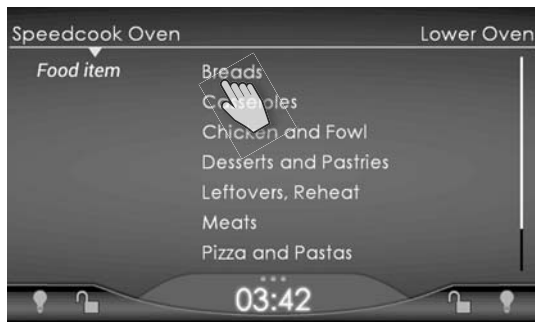 Speedcook Oven Lower Oven
Food item
Breads
Casseroles
Chicken and Fowl
Desserts and Pastries
Leftovers, Reheat
Meats
Pizza and Pastas
03:42